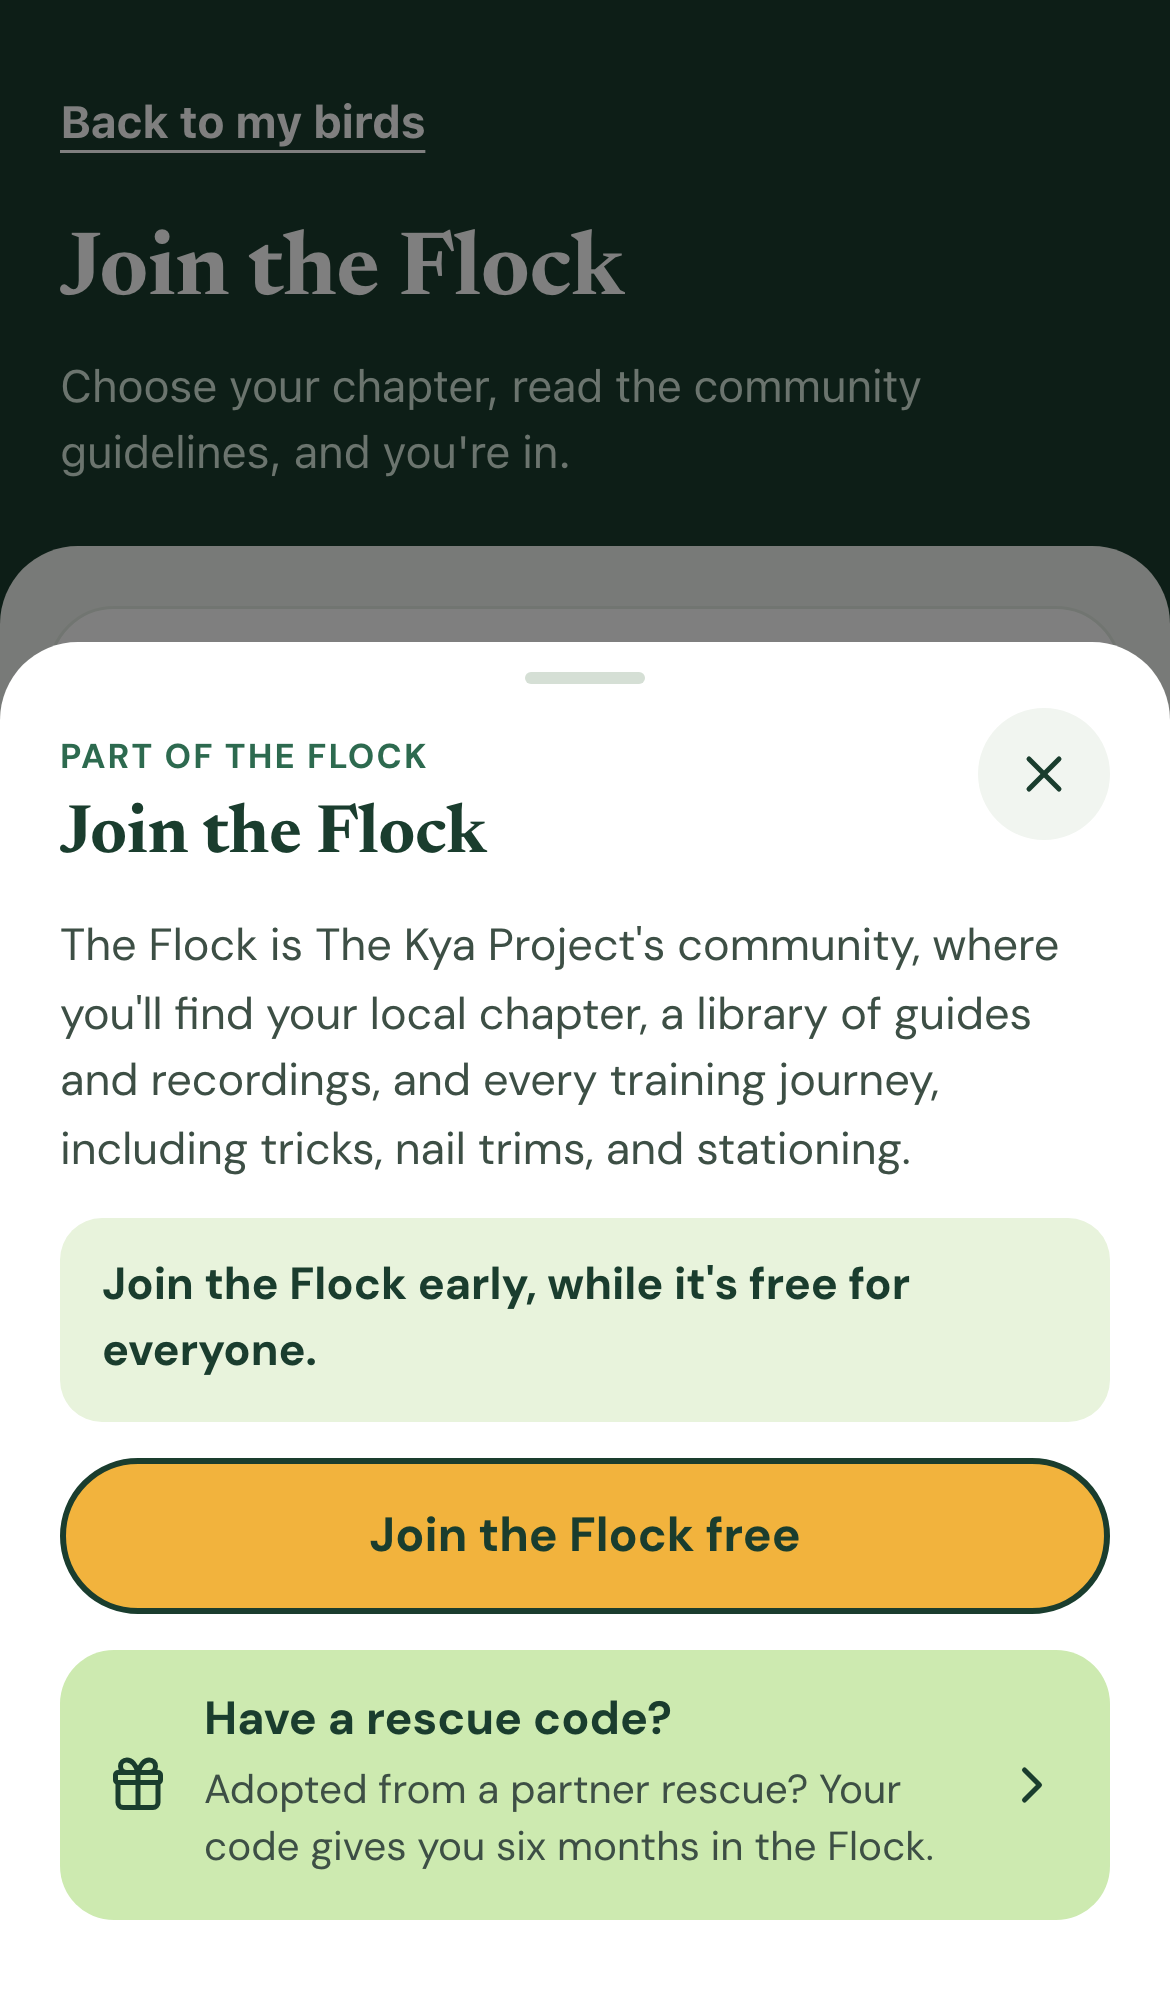 Back to my birds
Join the Flock
Choose your chapter, read the community
guidelines, and you're in.
PART OF THE FLOCK
Join the Flock
The Flock is The Kya Project's community, where
you'll find your local chapter, a library of guides
and recordings, and every training journey,
including tricks, nail trims, and stationing.
Join the Flock early, while it's free for
everyone.
Join the Flock free
Have a rescue code?
Adopted from a partner rescue? Your
code gives you six months in the Flock.